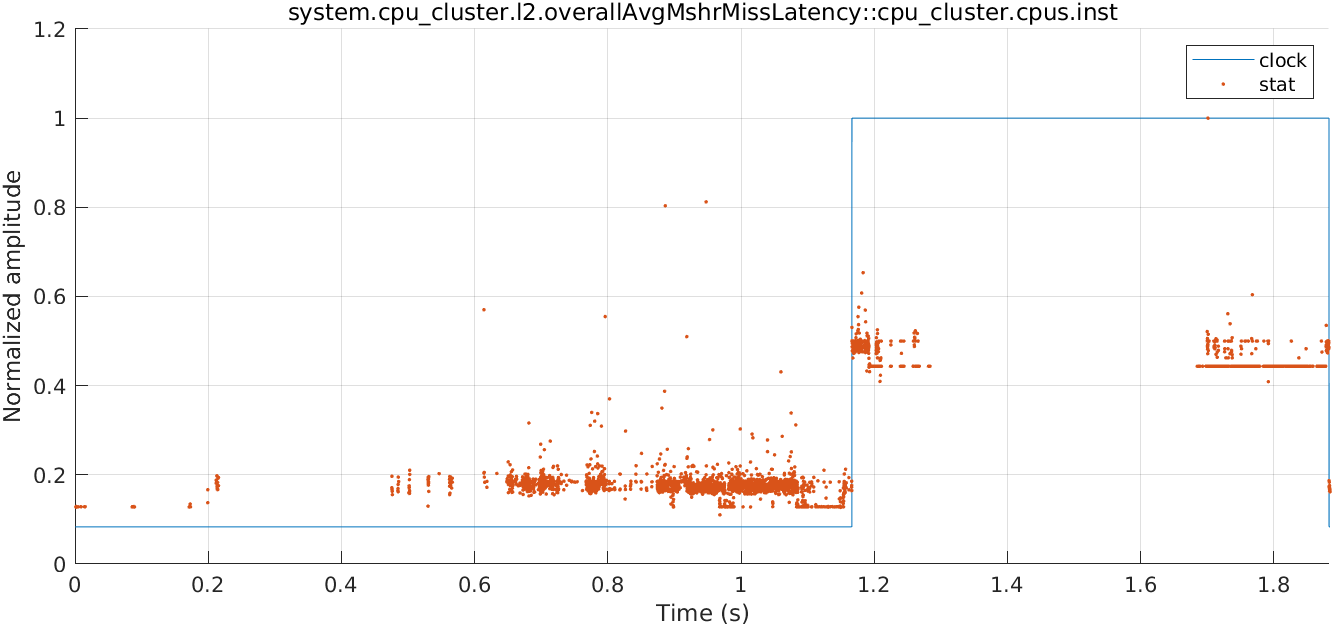 system.cpu_cluster.l2.overallAvgMshrMissLatency::cpu_cluster.cpus.inst
1.2
1
0.8
0.6
0.4
0.2
0
Normalized amplitude
clock
stat
0 0.2 0.4 0.6 0.8 1 1.2 1.4 1.6 1.8
Time (s)